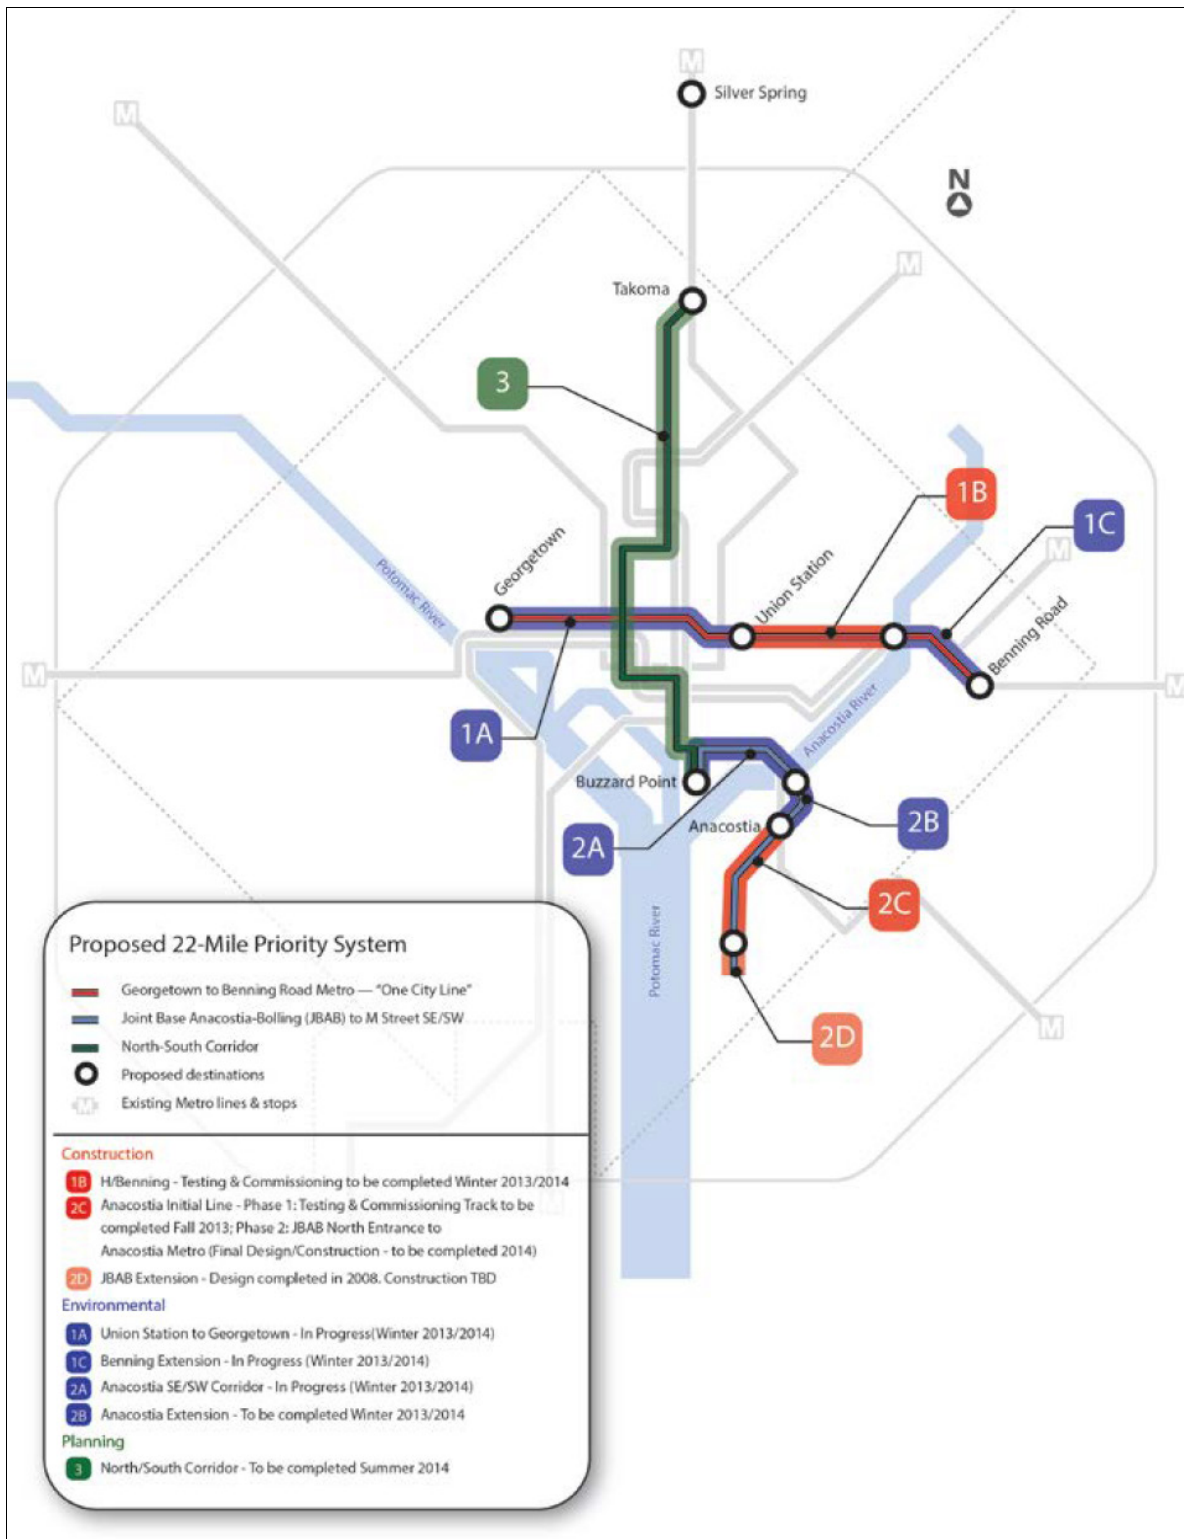 M
Silver Spring
M
N
M
Takoma
3
1B
1C
M
Georgetown
Union Station
Potomac River
Benning Road
M
M
Anacostia River
1A
Buzzard Point
Anacostia
2A
2B
2C
Potomac River
M
2D
M
Proposed 22-Mile Priority System
Georgetown to Benning Road Metro — "One City Line"
Joint Base Anacostia-Bolling (JBAB) to M Street SE/SW
North-South Corridor
Proposed destinations
M Existing Metro lines & stops
Construction
1B H/Benning - Testing & Commissioning to be completed Winter 2013/2014
2C Anacostia Initial Line - Phase 1: Testing & Commissioning Track to be
completed Fall 2013; Phase 2: JBAB North Entrance to
Anacostia Metro (Final Design/Construction - to be completed 2014)
2D JBAB Extension - Design completed in 2008. Construction TBD
Environmental
1A Union Station to Georgetown - In Progress(Winter 2013/2014)
1C Benning Extension - In Progress (Winter 2013/2014)
2A Anacostia SE/SW Corridor - In Progress (Winter 2013/2014)
2B Anacostia Extension - To be completed Winter 2013/2014
Planning
3 North/South Corridor - To be completed Summer 2014